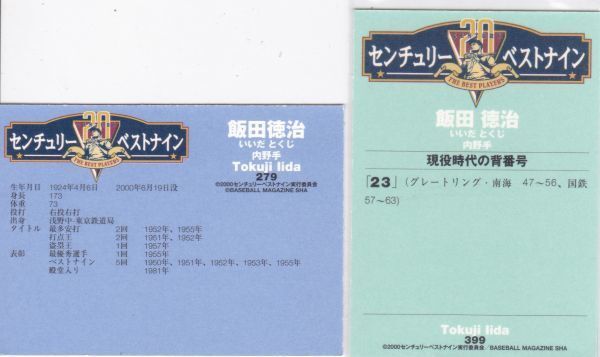 20
センチュリー ベストナイン
THE BEST PLAYERS
飯田徳治
いいだ とくじ
内野手
Tokuji Iida
279
©2000センチュリーベストナイン実行委員会
©BASEBALL MAGAZINE SHA
生年月日 1924年4月6日 2000年6月19日没
身長 173
体重 73
投打 右投右打
出身 浅野中-東京鉄道局
タイトル 最多安打 2回 1952年、1955年
打点王 2回 1951年、1952年
盗塁王 1回 1957年
表彰 最優秀選手 1回 1955年
ベストナイン 5回 1950年、1951年、1952年、1953年、1955年
殿堂入り 1981年
20
センチュリー ベストナイン
THE BEST PLAYERS
飯田 徳治
いいだ とくじ
内野手
現役時代の背番号
「23」(グレートリング・南海 47~56、国鉄
57~63)
Tokuji Iida
399
©2000センチュリーベストナイン実行委員会/BASEBALL MAGAZINE SHA